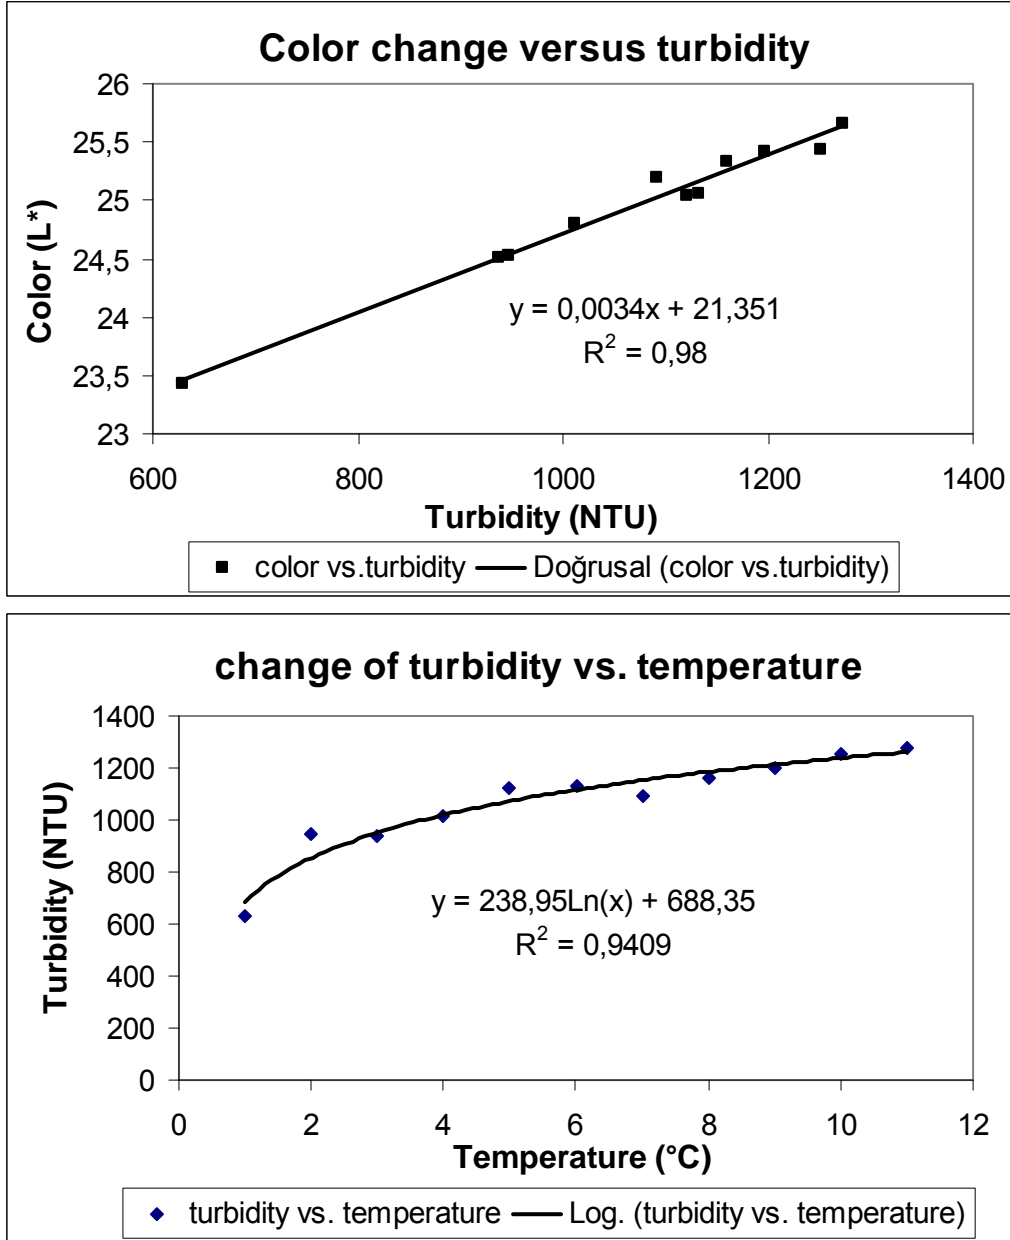 Color change versus turbidity
26
25,5
25
24,5
24
23,5
23
Color (L*)
y = 0,0034x + 21,351
R² = 0,98
600 800 1000 1200 1400
Turbidity (NTU)
color vs.turbidity Doğrusal (color vs.turbidity)
change of turbidity vs. temperature
1400
1200
1000
800
600
400
200
0
Turbidity (NTU)
y = 238,95Ln(x) + 688,35
R² = 0,9409
0 2 4 6 8 10 12
Temperature (°C)
turbidity vs. temperature Log. (turbidity vs. temperature)